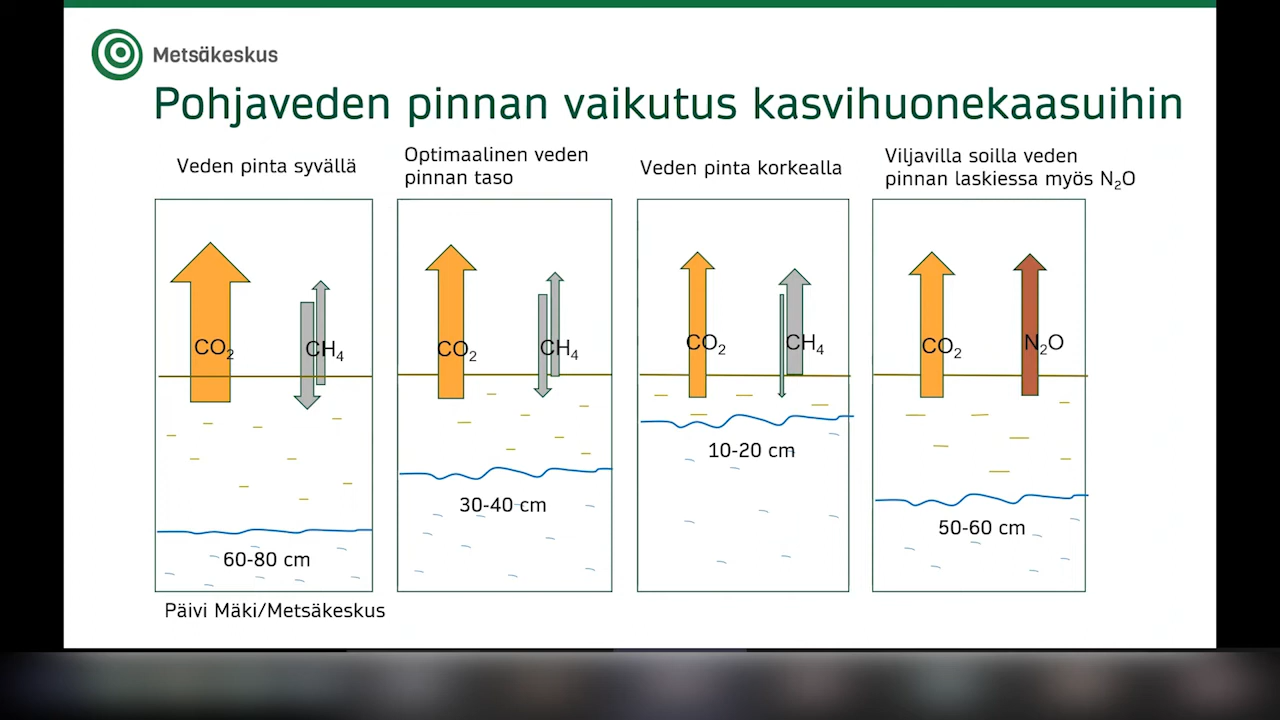 Metsäkeskus
Pohjaveden pinnan vaikutus kasvihuonekaasuihin
Veden pinta syvällä
Optimaalinen veden
pinnan taso
Veden pinta korkealla
Viljavilla soilla veden
pinnan laskiessa myös N₂O
CO₂
CH₄
CO₂
CH₄
CO₂
CH₄
CO₂
N₂O
60-80 cm
30-40 cm
10-20 cm
50-60 cm
Päivi Mäki/Metsäkeskus